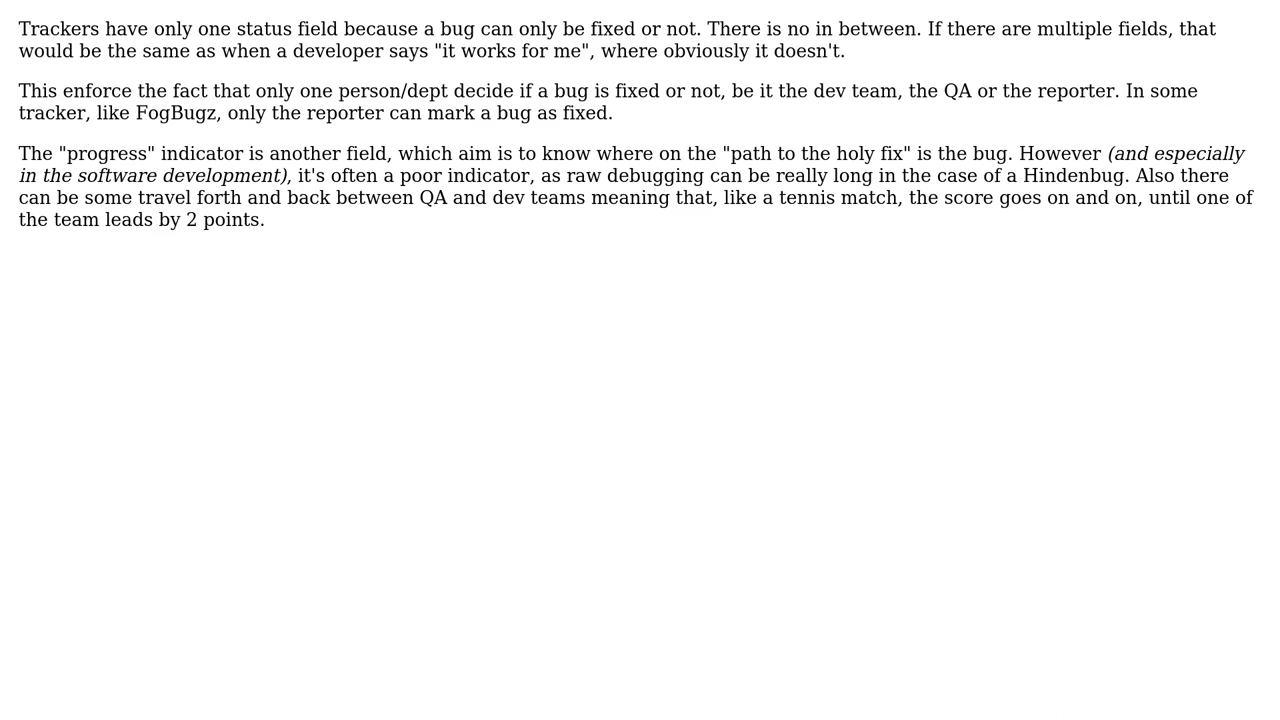 Trackers have only one status field because a bug can only be fixed or not. There is no in between. If there are multiple fields, that
would be the same as when a developer says "it works for me", where obviously it doesn't.
This enforce the fact that only one person/dept decide if a bug is fixed or not, be it the dev team, the QA or the reporter. In some
tracker, like FogBugz, only the reporter can mark a bug as fixed.
The "progress" indicator is another field, which aim is to know where on the "path to the holy fix" is the bug. However (and especially
in the software development), it's often a poor indicator, as raw debugging can be really long in the case of a Hindenbug. Also there
can be some travel forth and back between QA and dev teams meaning that, like a tennis match, the score goes on and on, until one of
the team leads by 2 points.